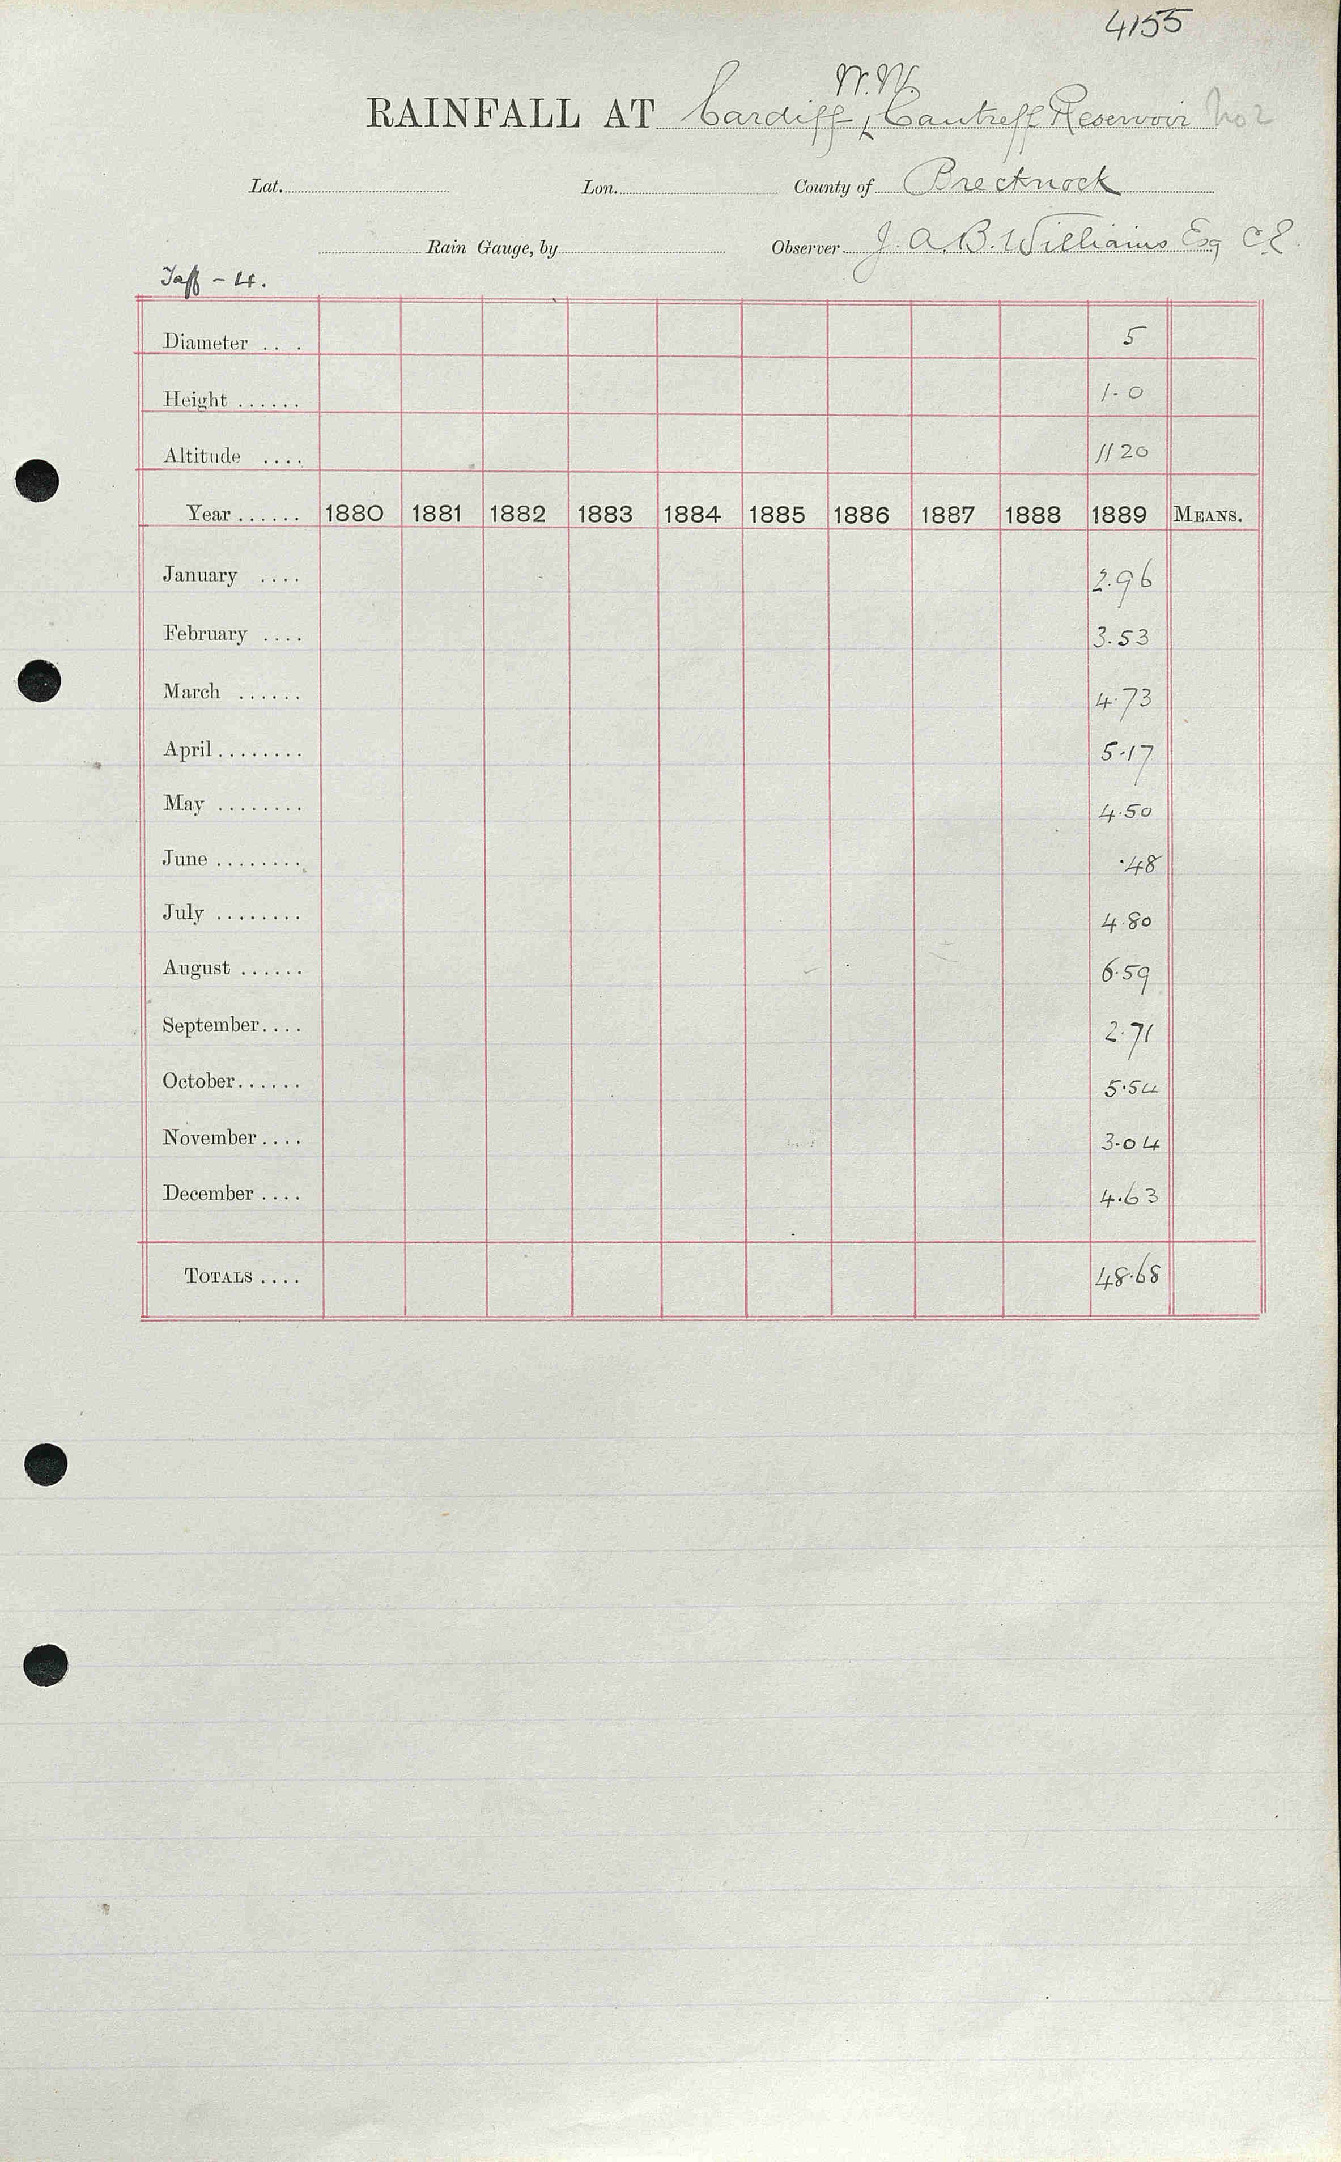 4155
W.W.
RAINFALL AT Cardiff, Cantreff Reservoir No 2
Lat. Lon. County of Brecknock
Rain Gauge, by Observer J. A. B. Williams Esq C.E.
Taff - 4.
Diameter .... 5
Height ...... 1-0
Altitude .... 1120
Year ...... 1880 1881 1882 1883 1884 1885 1886 1887 1888 1889 MEANS.
January .... 2.96
February .... 3.53
March ...... 4.73
April ........ 5.17
May ........ 4.50
June ........ .48
July ........ 4.80
August ...... 6.59
September .... 2.71
October ...... 5.54
November .... 3.04
December .... 4.63
TOTALS .... 48.68